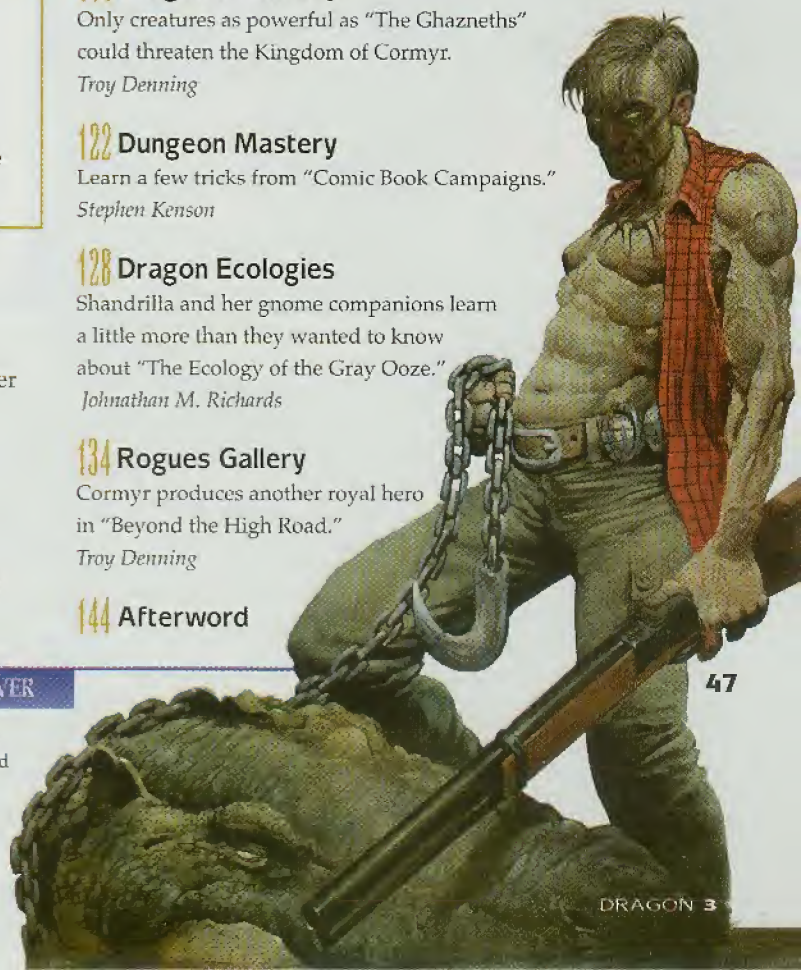 Only creatures as powerful as “The Ghazneths”
could threaten the Kingdom of Cormyr.
Troy Denning
122 Dungeon Mastery
Learn a few tricks from “Comic Book Campaigns.”
Stephen Kenson
128 Dragon Ecologies
Shandrilla and her gnome companions learn
a little more than they wanted to know
about “The Ecology of the Gray Ooze.”
Johnathan M. Richards
134 Rogues Gallery
Cormyr produces another royal hero
in “Beyond the High Road.”
Troy Denning
144 Afterword
47
DRAGON 3